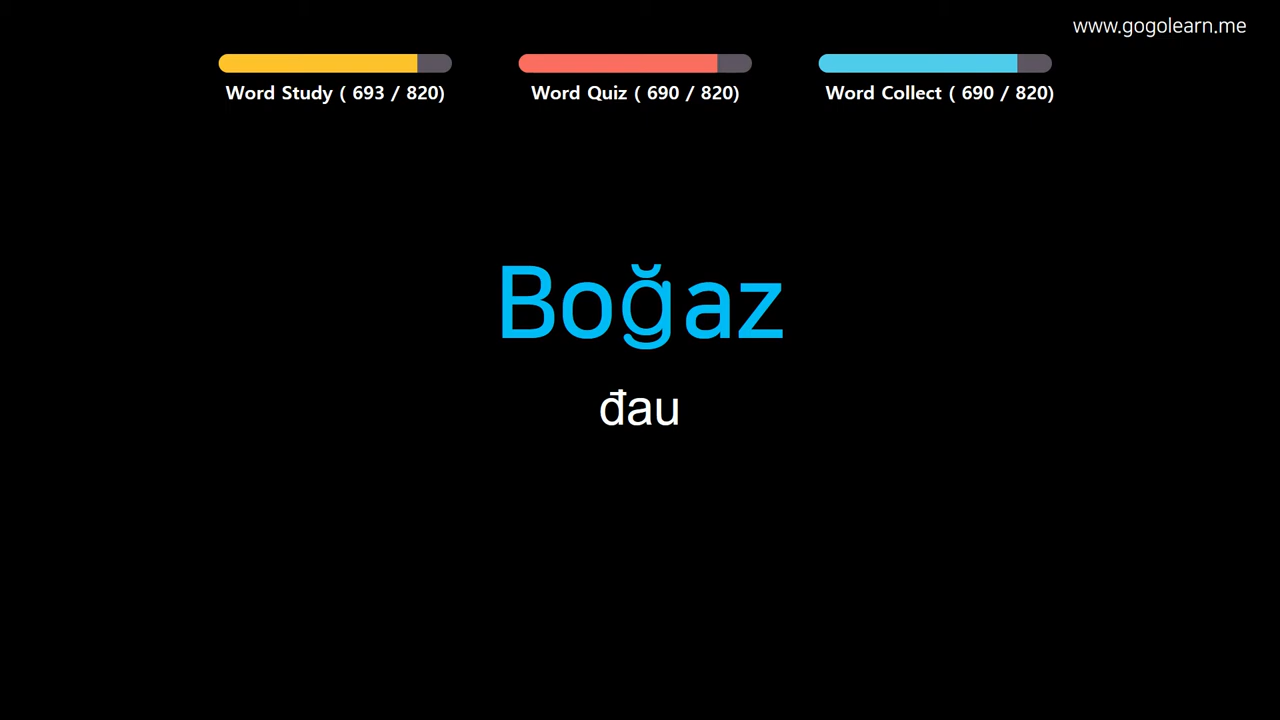 www.gogolearn.me
Word Study ( 693 / 820)
Word Quiz ( 690 / 820)
Word Collect ( 690 / 820)
Boğaz
đau